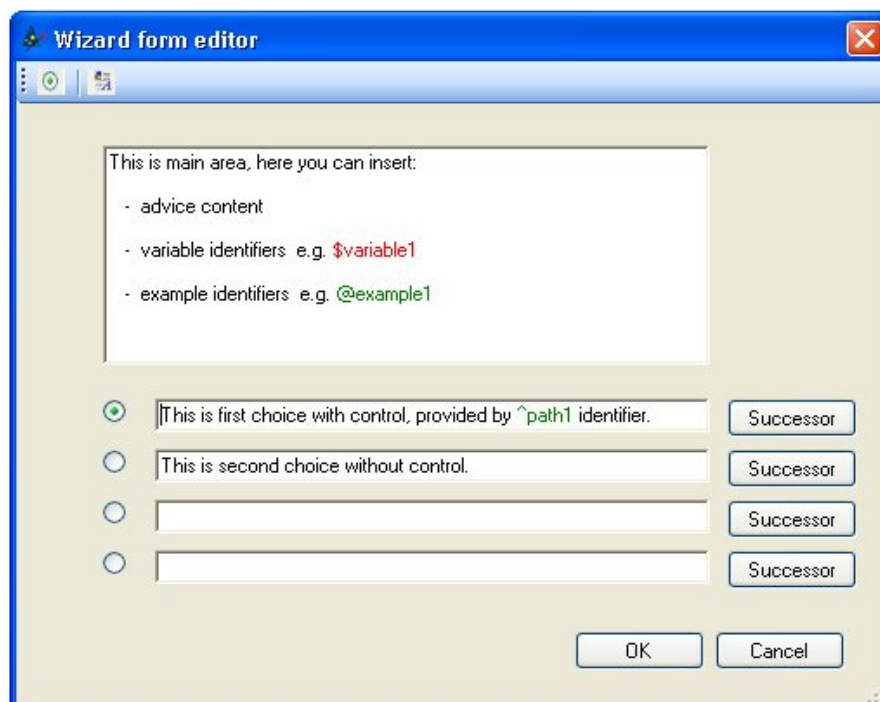 Wizard form editor
This is main area, here you can insert:
- advice content
- variable identifiers e.g. $variable1
- example identifiers e.g. @example1
This is first choice with control, provided by ^path1 identifier.
Successor
This is second choice without control.
Successor
Successor
Successor
OK
Cancel